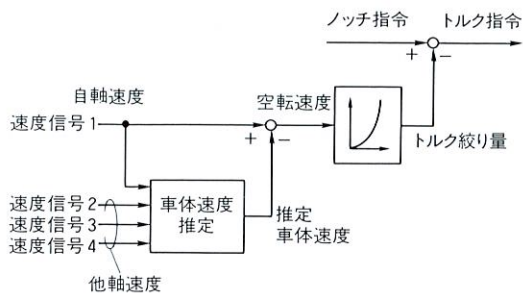 ノッチ指令
トルク指令
+
−
自軸速度
空転速度
速度信号1
+
−
トルク絞り量
速度信号2
速度信号3
速度信号4
車体速度
推定
推定
車体速度
他軸速度